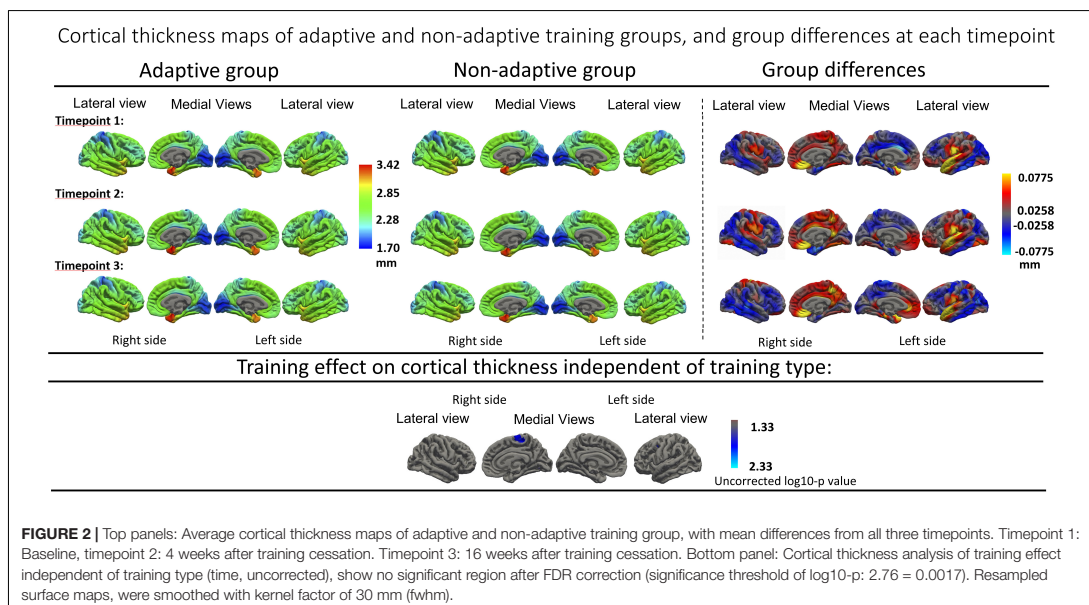 Cortical thickness maps of adaptive and non-adaptive training groups, and group differences at each timepoint
Adaptive group
Non-adaptive group
Group differences
Lateral view
Medial Views
Lateral view
Lateral view
Medial Views
Lateral view
Lateral view
Medial Views
Lateral view
Timepoint 1:
3.42
2.85
2.28
1.70
mm
0.0775
0.0258
-0.0258
-0.0775
mm
Timepoint 2:
Timepoint 3:
Right side
Left side
Right side
Left side
Right side
Left side
Training effect on cortical thickness independent of training type:
Right side
Left side
Lateral view
Medial Views
Lateral view
1.33
2.33
Uncorrected log10-p value
FIGURE 2 | Top panels: Average cortical thickness maps of adaptive and non-adaptive training group, with mean differences from all three timepoints. Timepoint 1:
Baseline, timepoint 2: 4 weeks after training cessation. Timepoint 3: 16 weeks after training cessation. Bottom panel: Cortical thickness analysis of training effect
independent of training type (time, uncorrected), show no significant region after FDR correction (significance threshold of log10-p: 2.76 = 0.0017). Resampled
surface maps, were smoothed with kernel factor of 30 mm (fwhm).